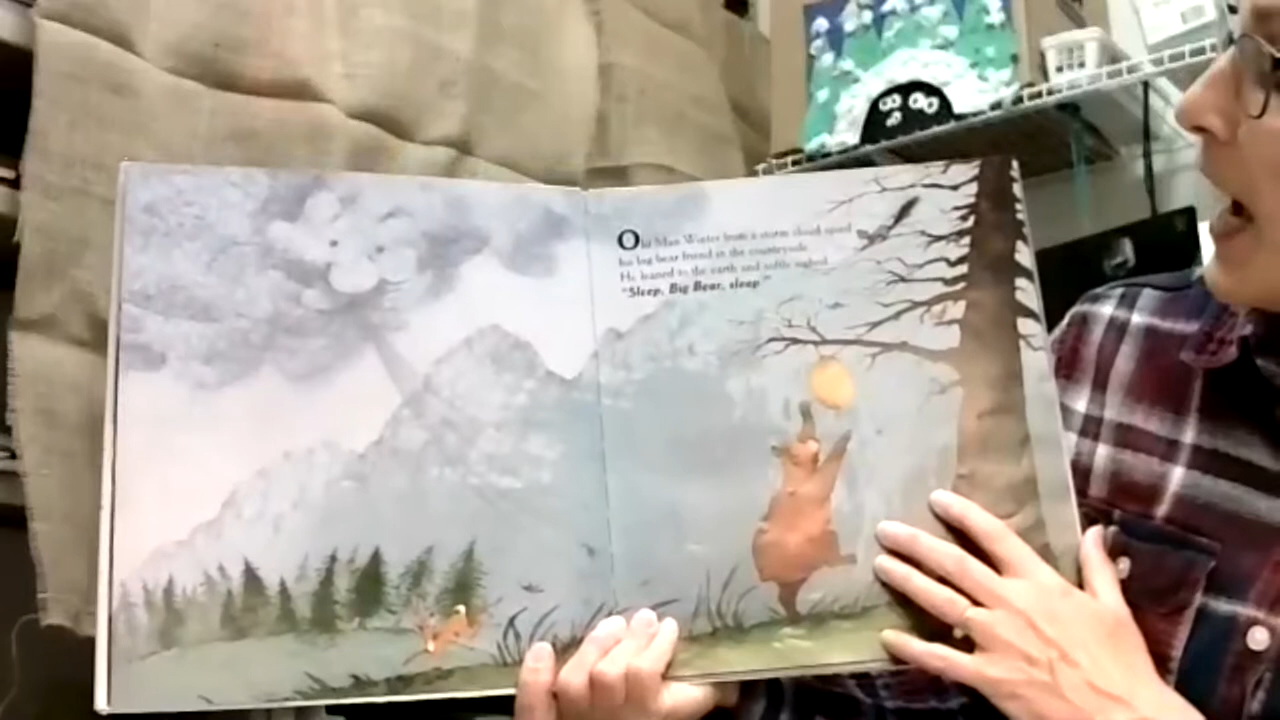 Old Man Winter from a storm cloud spied
his big bear friend in the countryside.
He leaned to the earth and softly sighed,
"Sleep, Big Bear, sleep."